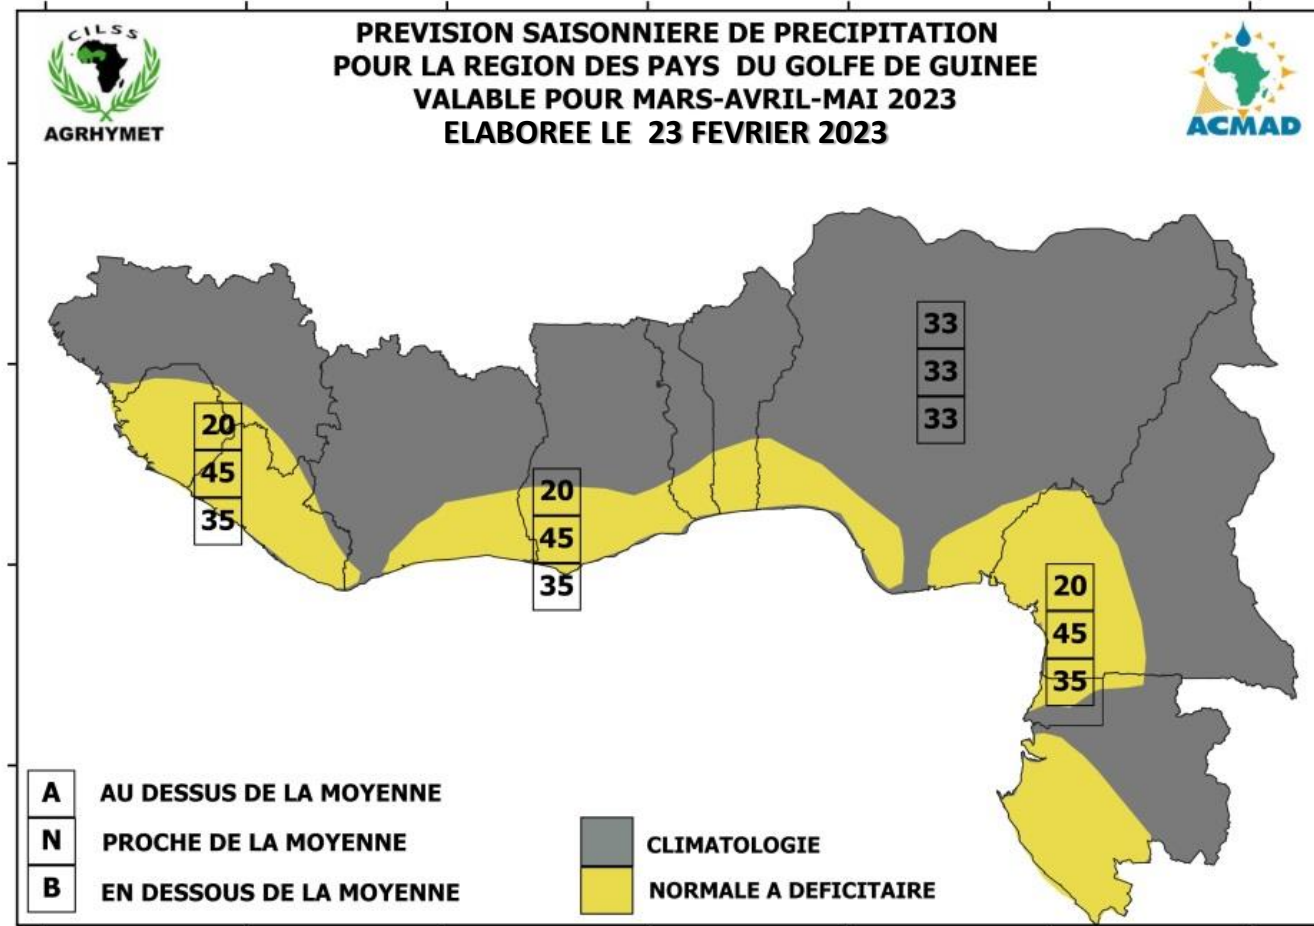 CILSS
AGRHYMET
PREVISION SAISONNIERE DE PRECIPITATION
POUR LA REGION DES PAYS DU GOLFE DE GUINEE
VALABLE POUR MARS-AVRIL-MAI 2023
ELABOREE LE 23 FEVRIER 2023
ACMAD
33
33
33
20
45
35
20
45
35
20
45
35
A AU DESSUS DE LA MOYENNE
N PROCHE DE LA MOYENNE
B EN DESSOUS DE LA MOYENNE
CLIMATOLOGIE
NORMALE A DEFICITAIRE